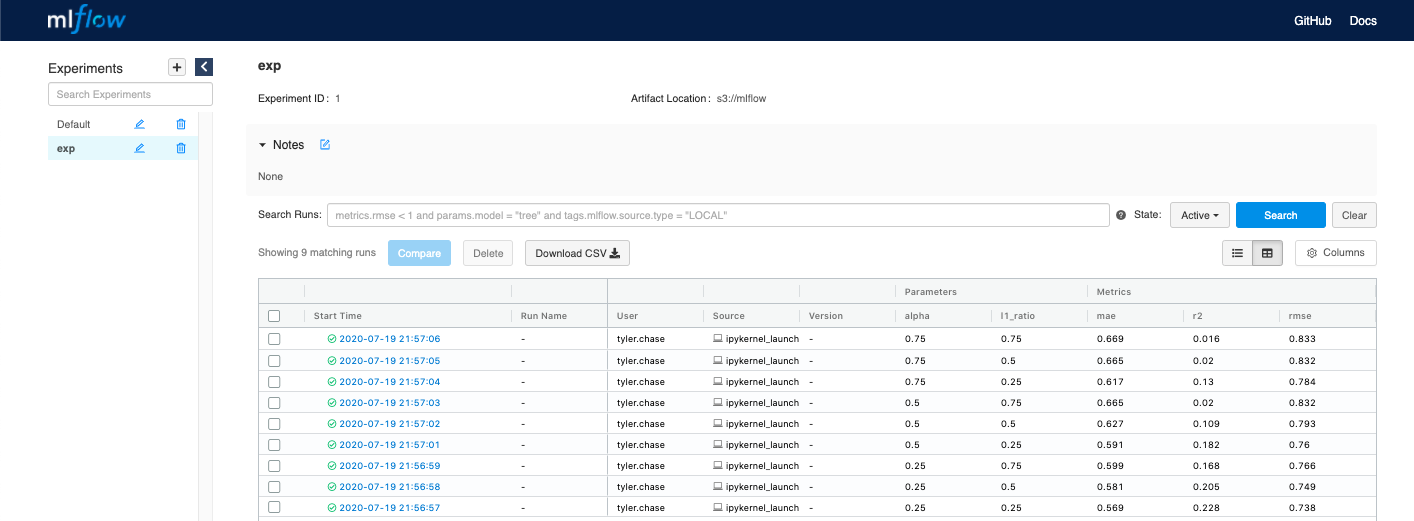 mlflow
GitHub Docs
Experiments
Search Experiments
Default
exp
exp
Experiment ID : 1 Artifact Location : s3://mlflow
Notes
None
Search Runs: metrics.rmse < 1 and params.model = "tree" and tags.mlflow.source.type = "LOCAL" State: Active Search Clear
Showing 9 matching runs Compare Delete Download CSV Columns
Parameters Metrics
Start Time Run Name User Source Version alpha l1_ratio mae r2 rmse
2020-07-19 21:57:06 - tyler.chase ipykernel_launch - 0.75 0.75 0.669 0.016 0.833
2020-07-19 21:57:05 - tyler.chase ipykernel_launch - 0.75 0.5 0.665 0.02 0.832
2020-07-19 21:57:04 - tyler.chase ipykernel_launch - 0.75 0.25 0.617 0.13 0.784
2020-07-19 21:57:03 - tyler.chase ipykernel_launch - 0.5 0.75 0.665 0.02 0.832
2020-07-19 21:57:02 - tyler.chase ipykernel_launch - 0.5 0.5 0.627 0.109 0.793
2020-07-19 21:57:01 - tyler.chase ipykernel_launch - 0.5 0.25 0.591 0.182 0.76
2020-07-19 21:56:59 - tyler.chase ipykernel_launch - 0.25 0.75 0.599 0.168 0.766
2020-07-19 21:56:58 - tyler.chase ipykernel_launch - 0.25 0.5 0.581 0.205 0.749
2020-07-19 21:56:57 - tyler.chase ipykernel_launch - 0.25 0.25 0.569 0.228 0.738